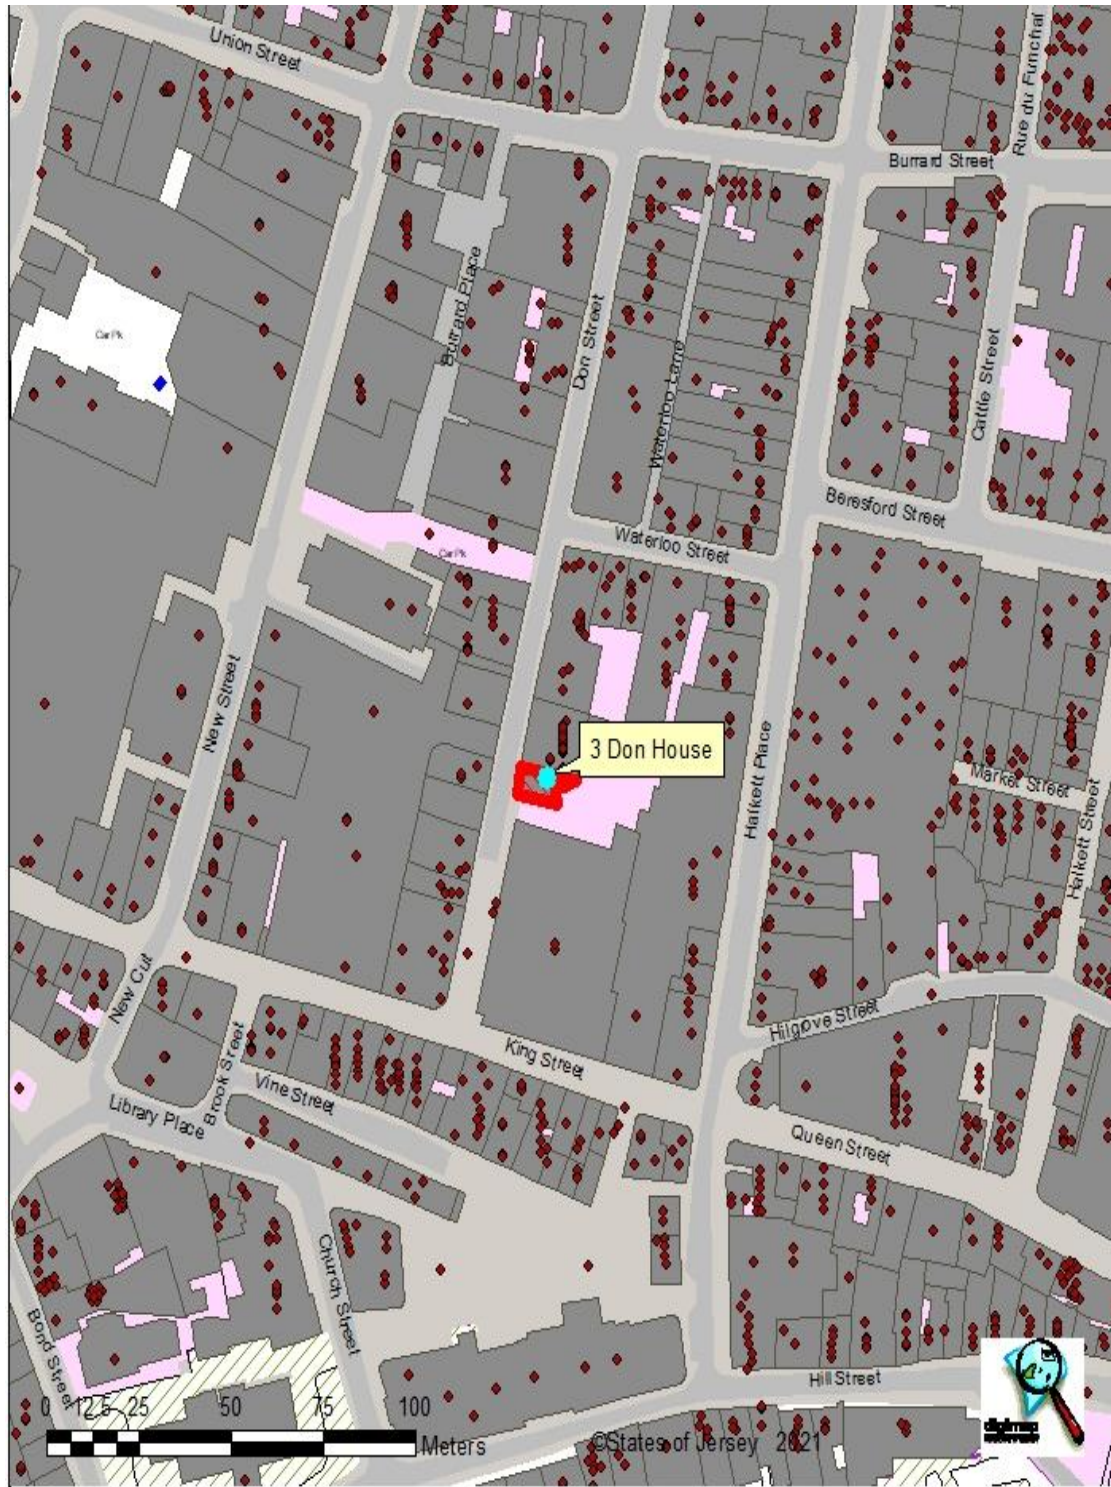 Union Street
Rue du Funchal
Burrard Street
Burrard Place
Car Pk
Don Street
Waterloo Lane
Cattle Street
Beresford Street
Waterloo Street
Car Pk
New Street
3 Don House
Halkett Place
Market Street
Halkett Street
New Cut
Brook Street
Hilgrove Street
King Street
Vine Street
Library Place
Queen Street
Church Street
Bond Street
Hill Street
0 12.5 25 50 75 100
Meters
©States of Jersey 2021
digimap